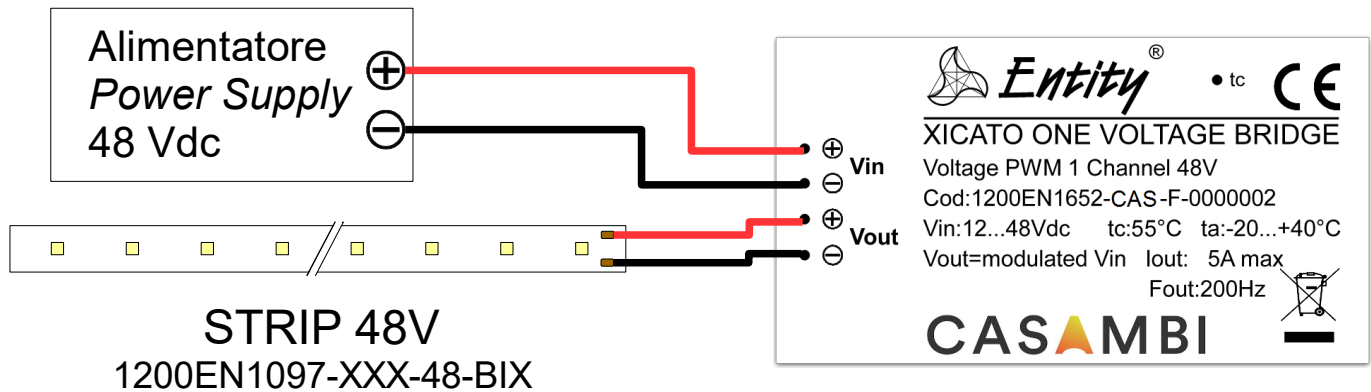 Alimentatore
Power Supply
48 Vdc
+
−
STRIP 48V
1200EN1097-XXX-48-BIX
+
−
Vin
+
−
Vout
Entity®
• tc
CE
XICATO ONE VOLTAGE BRIDGE
Voltage PWM 1 Channel 48V
Cod:1200EN1652-CAS-F-0000002
Vin:12...48Vdc tc:55°C ta:-20...+40°C
Vout=modulated Vin Iout: 5A max
Fout:200Hz
CASAMBI